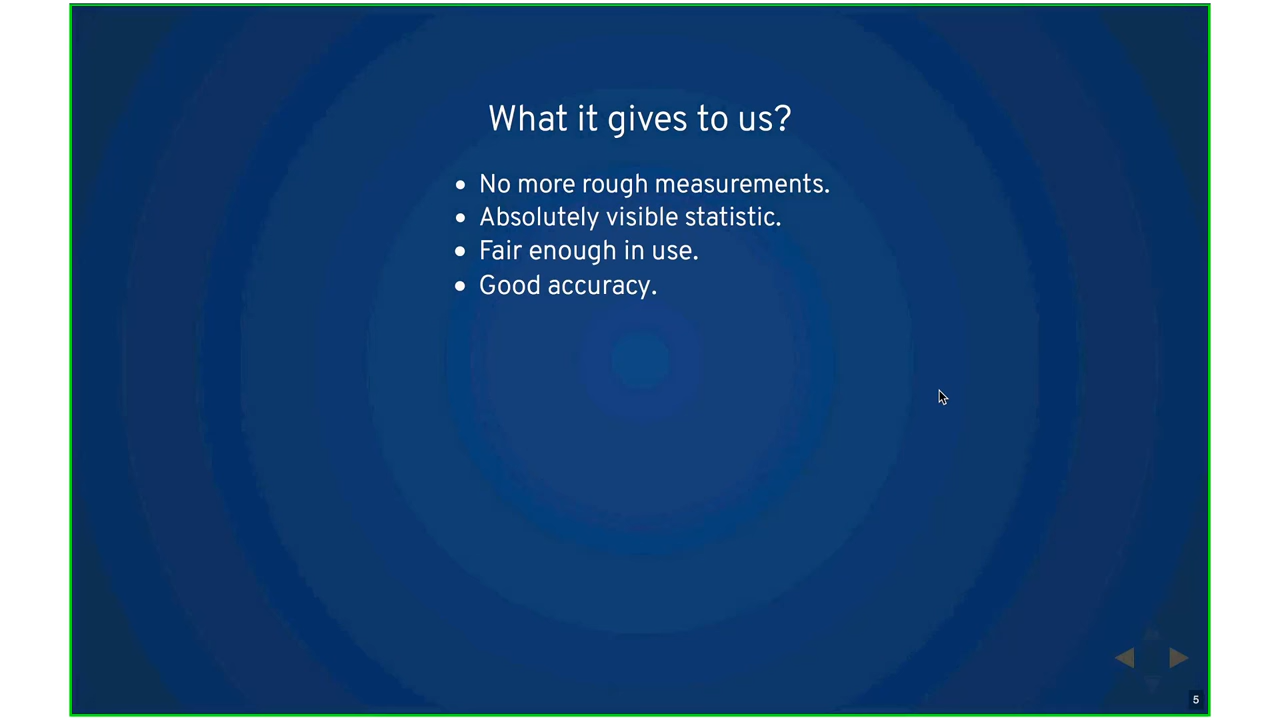 What it gives to us?
• No more rough measurements.
• Absolutely visible statistic.
• Fair enough in use.
• Good accuracy.
5